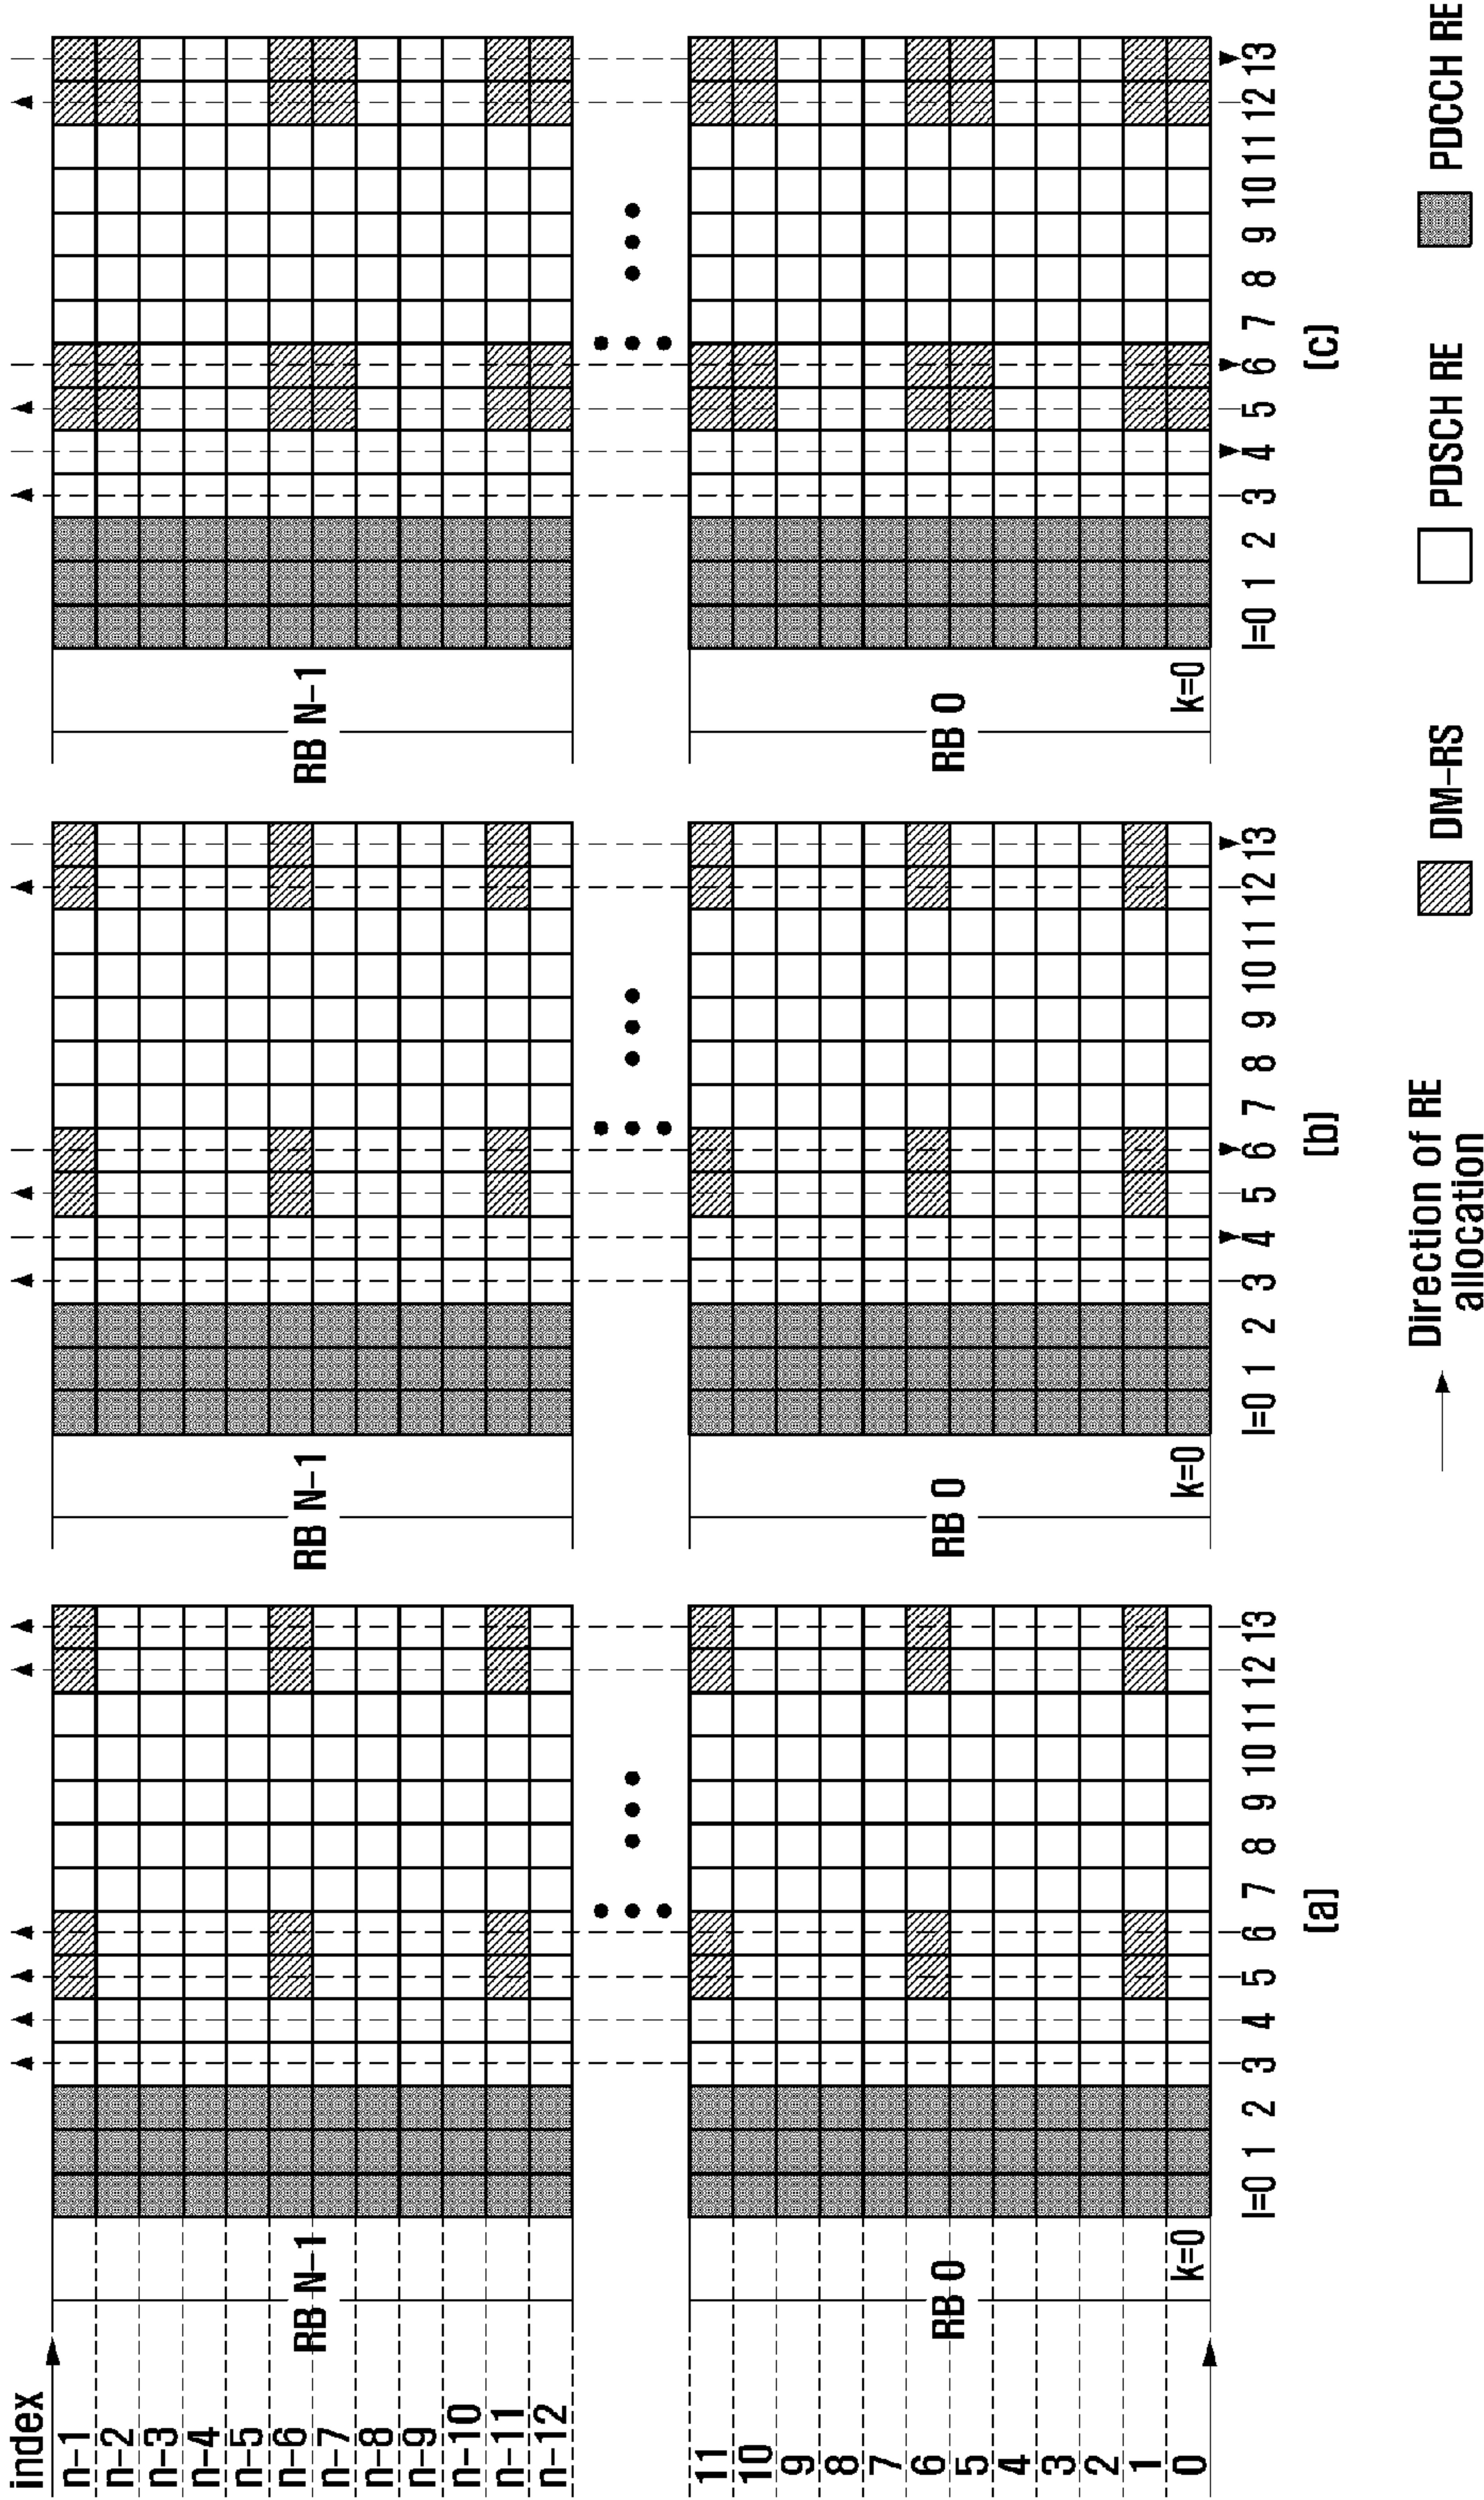 index
n-1
n-2
n-3
n-4
n-5
n-6
n-7
n-8
n-9
n-10
n-11
n-12
RB N-1
11
10
9
8
7
6
5
4
3
2
1
0
RB 0
k=0
l=0 1 2 3 4 5 6 7 8 9 10 11 12 13
(a)
RB N-1
RB 0
k=0
l=0 1 2 3 4 5 6 7 8 9 10 11 12 13
(b)
RB N-1
RB 0
k=0
l=0 1 2 3 4 5 6 7 8 9 10 11 12 13
(c)
Direction of RE
allocation
DM-RS
PDSCH RE
PDCCH RE